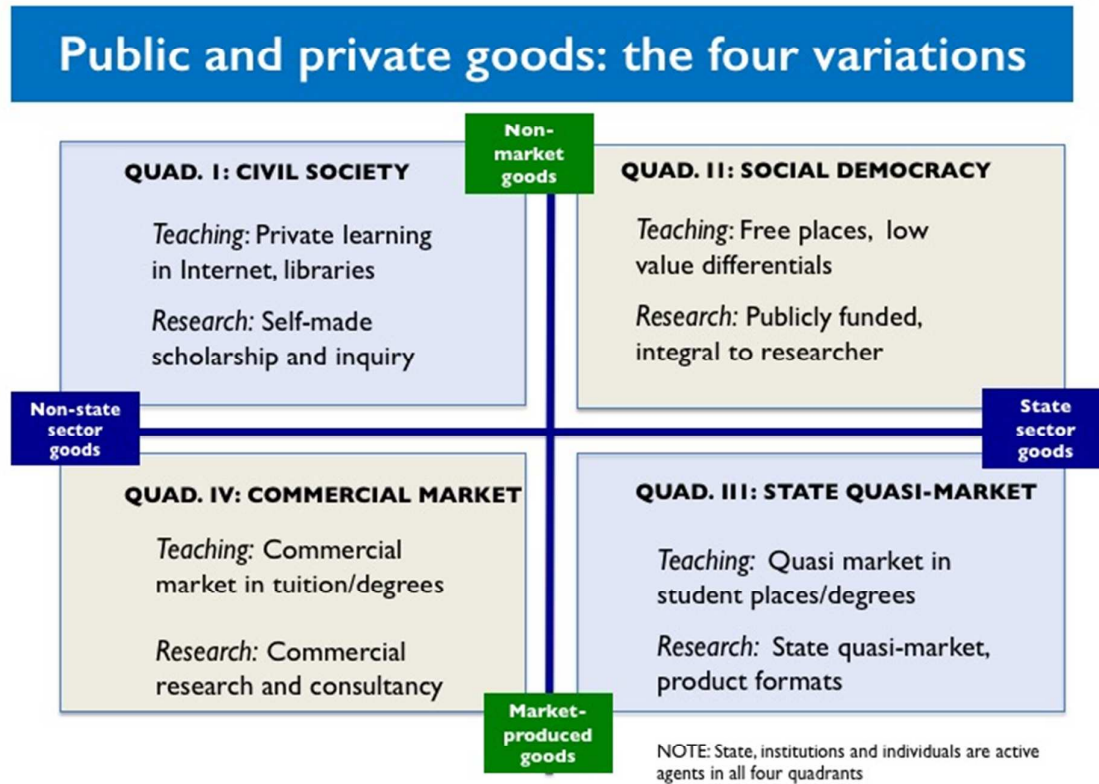 Public and private goods: the four variations
Non-
market
goods
QUAD. I: CIVIL SOCIETY
Teaching: Private learning
in Internet, libraries
Research: Self-made
scholarship and inquiry
QUAD. II: SOCIAL DEMOCRACY
Teaching: Free places, low
value differentials
Research: Publicly funded,
integral to researcher
Non-state
sector
goods
State
sector
goods
QUAD. IV: COMMERCIAL MARKET
Teaching: Commercial
market in tuition/degrees
Research: Commercial
research and consultancy
QUAD. III: STATE QUASI-MARKET
Teaching: Quasi market in
student places/degrees
Research: State quasi-market,
product formats
Market-
produced
goods
NOTE: State, institutions and individuals are active
agents in all four quadrants